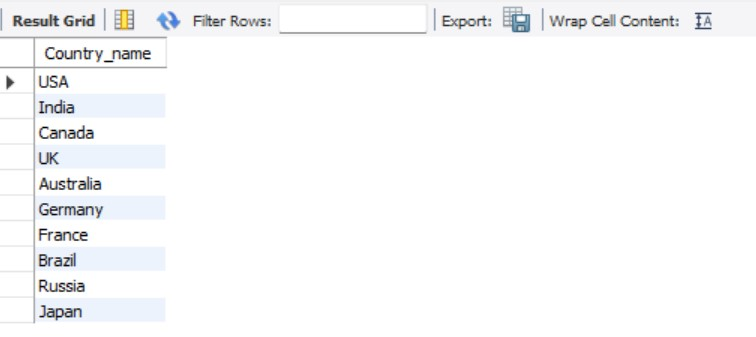 Result Grid Filter Rows: Export: Wrap Cell Content: IA
Country_name
USA
India
Canada
UK
Australia
Germany
France
Brazil
Russia
Japan